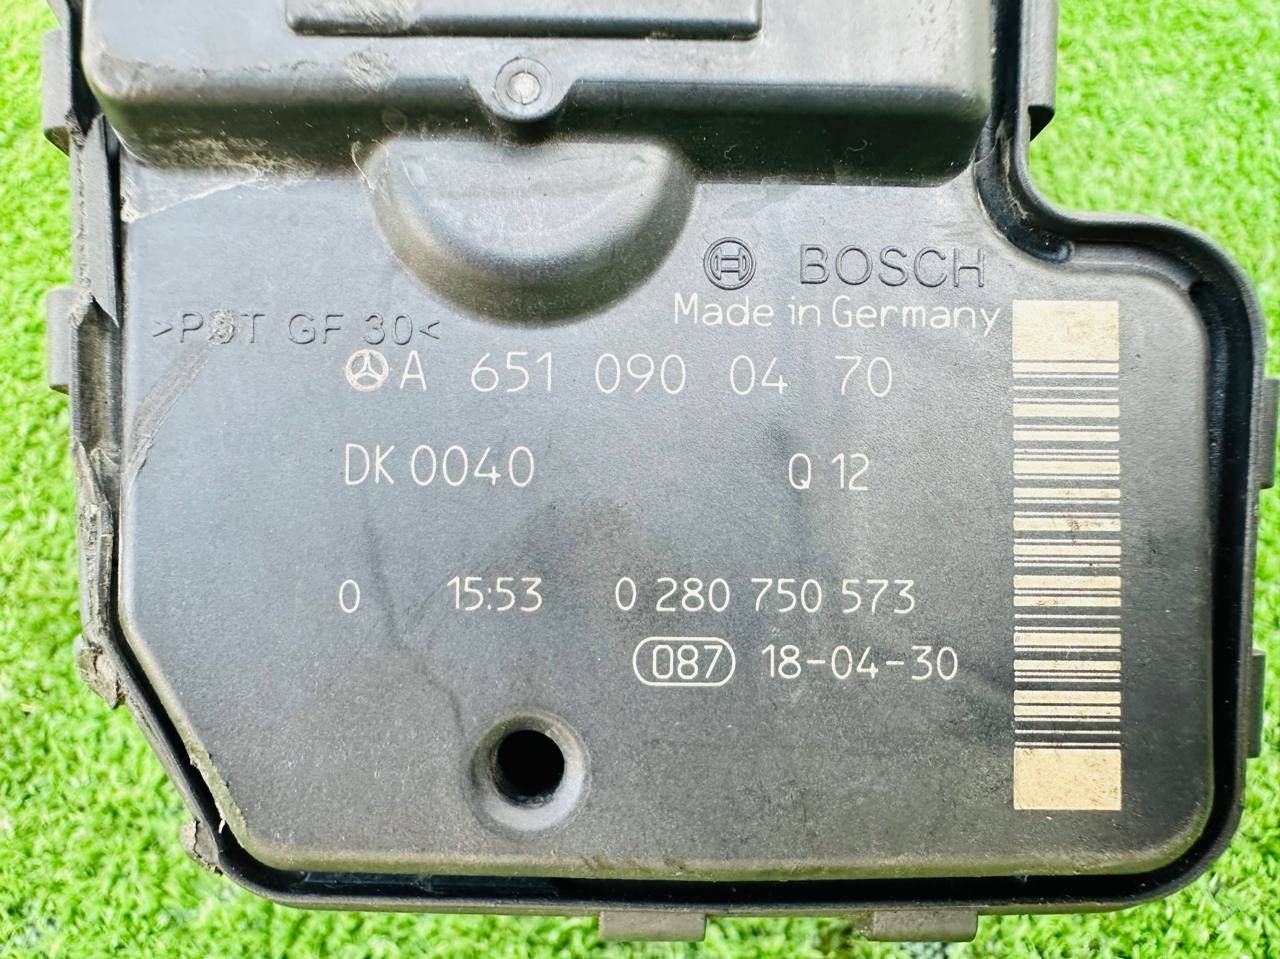 BOSCH
Made in Germany
>PBT GF 30<
A 651 090 04 70
DK 0040 Q 12
0 15:53 0 280 750 573
087 18-04-30